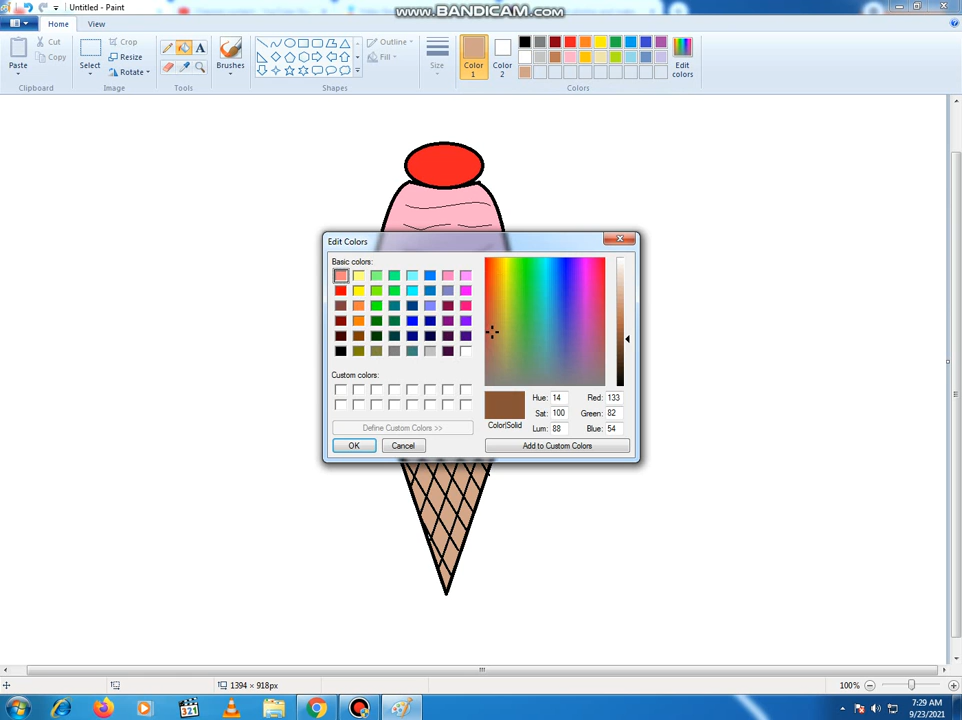 Untitled - Paint
www.BANDICAM.com
Home
View
Paste
Cut
Copy
Clipboard
Select
Crop
Resize
Rotate
Image
A
Tools
Brushes
Shapes
Outline
Fill
Size
Color 1
Color 2
Edit colors
Colors
Edit Colors
Basic colors:
Custom colors:
Define Custom Colors >>
OK
Cancel
Color|Solid
Hue: 14
Sat: 100
Lum: 88
Red: 133
Green: 82
Blue: 54
Add to Custom Colors
1394 × 918px
100%
321
7:29 AM
9/23/2021